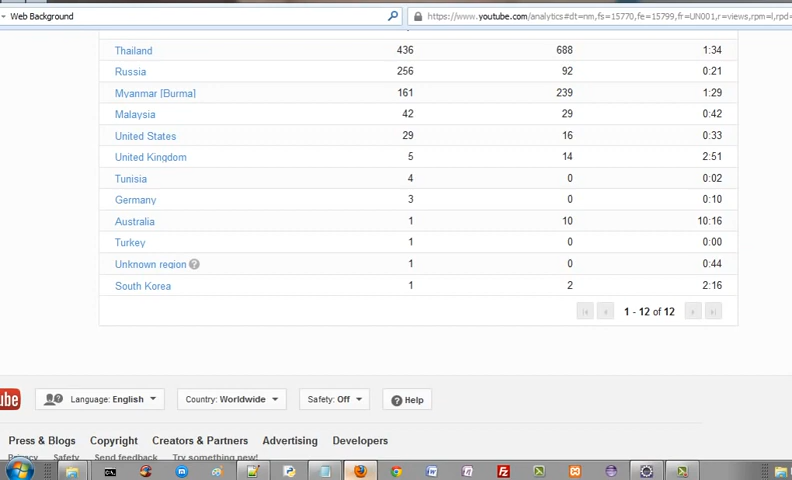 Web Background
https://www.youtube.com/analytics#dt=nm,fs=15770,fe=15799,fr=UN001,r=views,rpm=l,rpd=
Thailand 436 688 1:34
Russia 256 92 0:21
Myanmar [Burma] 161 239 1:29
Malaysia 42 29 0:42
United States 29 16 0:33
United Kingdom 5 14 2:51
Tunisia 4 0 0:02
Germany 3 0 0:10
Australia 1 10 10:16
Turkey 1 0 0:00
Unknown region ? 1 0 0:44
South Korea 1 2 2:16
1 - 12 of 12
ube Language: English Country: Worldwide Safety: Off Help
Press & Blogs Copyright Creators & Partners Advertising Developers
Privacy Safety Send feedback Try something new!